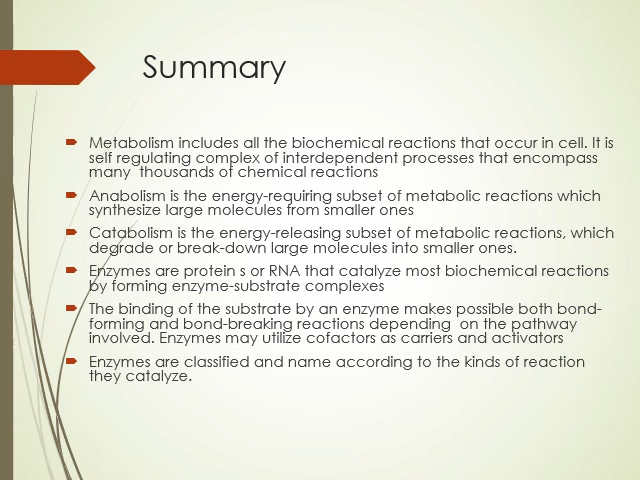 Summary
Metabolism includes all the biochemical reactions that occur in cell. It is
self regulating complex of interdependent processes that encompass
many  thousands of chemical reactions
Anabolism is the energy-requiring subset of metabolic reactions which
synthesize large molecules from smaller ones
Catabolism is the energy-releasing subset of metabolic reactions, which
degrade or break-down large molecules into smaller ones.
Enzymes are protein s or RNA that catalyze most biochemical reactions
by forming enzyme-substrate complexes
The binding of the substrate by an enzyme makes possible both bond-
forming and bond-breaking reactions depending  on the pathway
involved. Enzymes may utilize cofactors as carriers and activators
Enzymes are classified and name according to the kinds of reaction
they catalyze.